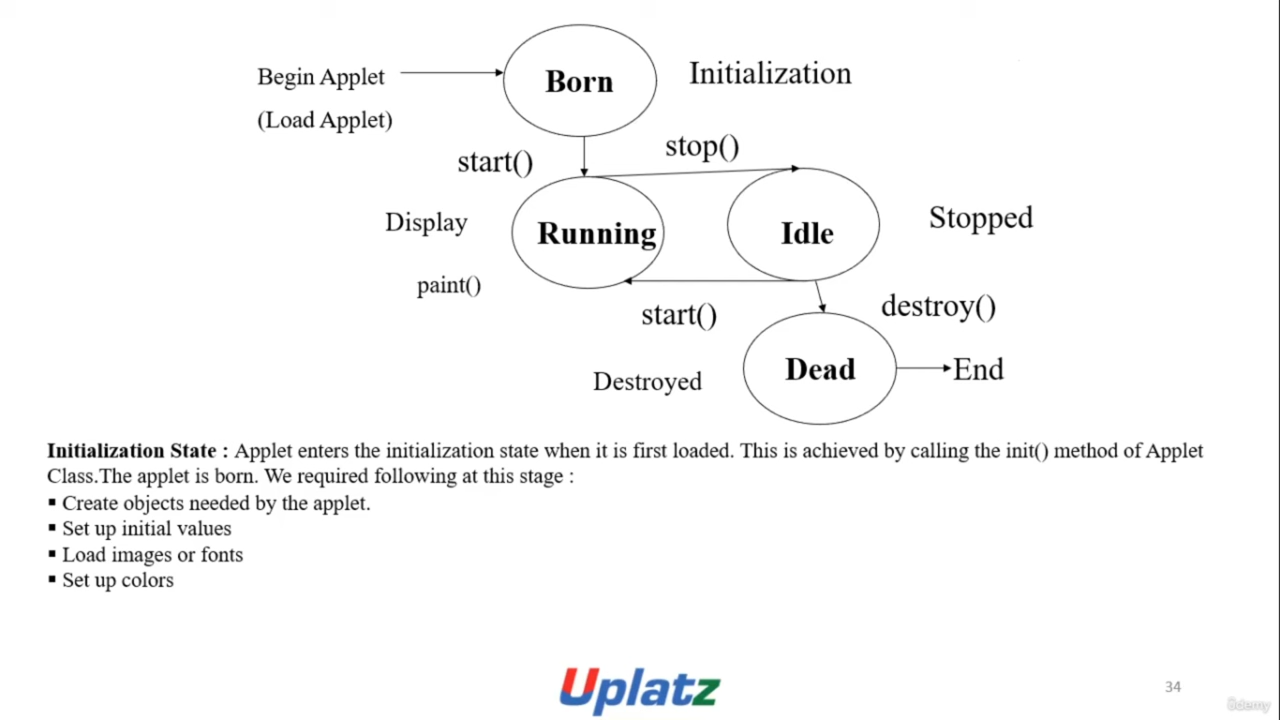 Born
Initialization
Begin Applet
(Load Applet)
start()
stop()
Display
Running
Idle
Stopped
paint()
start()
destroy()
Destroyed
Dead
End
Initialization State : Applet enters the initialization state when it is first loaded. This is achieved by calling the init() method of Applet
Class.The applet is born. We required following at this stage :
▪ Create objects needed by the applet.
▪ Set up initial values
▪ Load images or fonts
▪ Set up colors
Uplatz
34
ûdemy